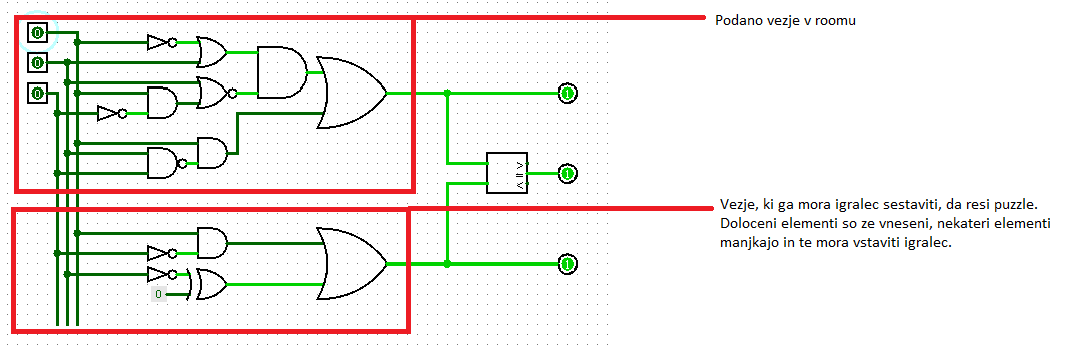 Podano vezje v roomu
0
0
0
1
>
=
<
1
Vezje, ki ga mora igralec sestaviti, da resi puzzle.
Doloceni elementi so ze vneseni, nekateri elementi
manjkajo in te mora vstaviti igralec.
1
0